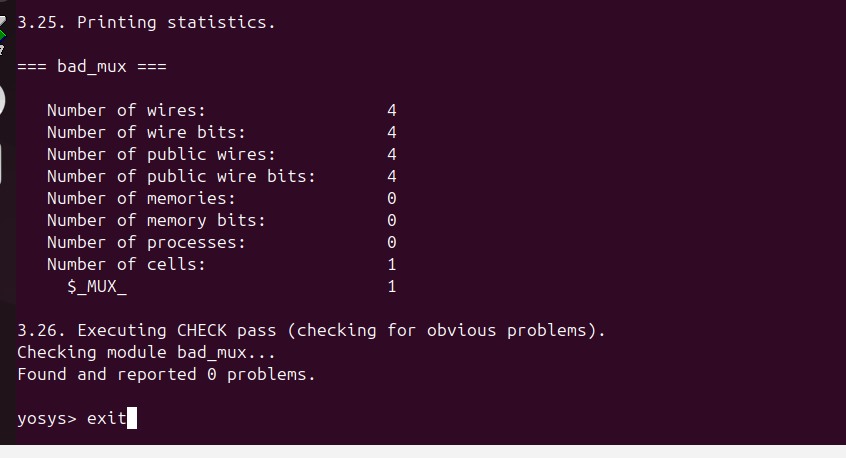 3.25. Printing statistics.
=== bad_mux ===
Number of wires: 4
Number of wire bits: 4
Number of public wires: 4
Number of public wire bits: 4
Number of memories: 0
Number of memory bits: 0
Number of processes: 0
Number of cells: 1
$_MUX_ 1
3.26. Executing CHECK pass (checking for obvious problems).
Checking module bad_mux...
Found and reported 0 problems.
yosys> exit